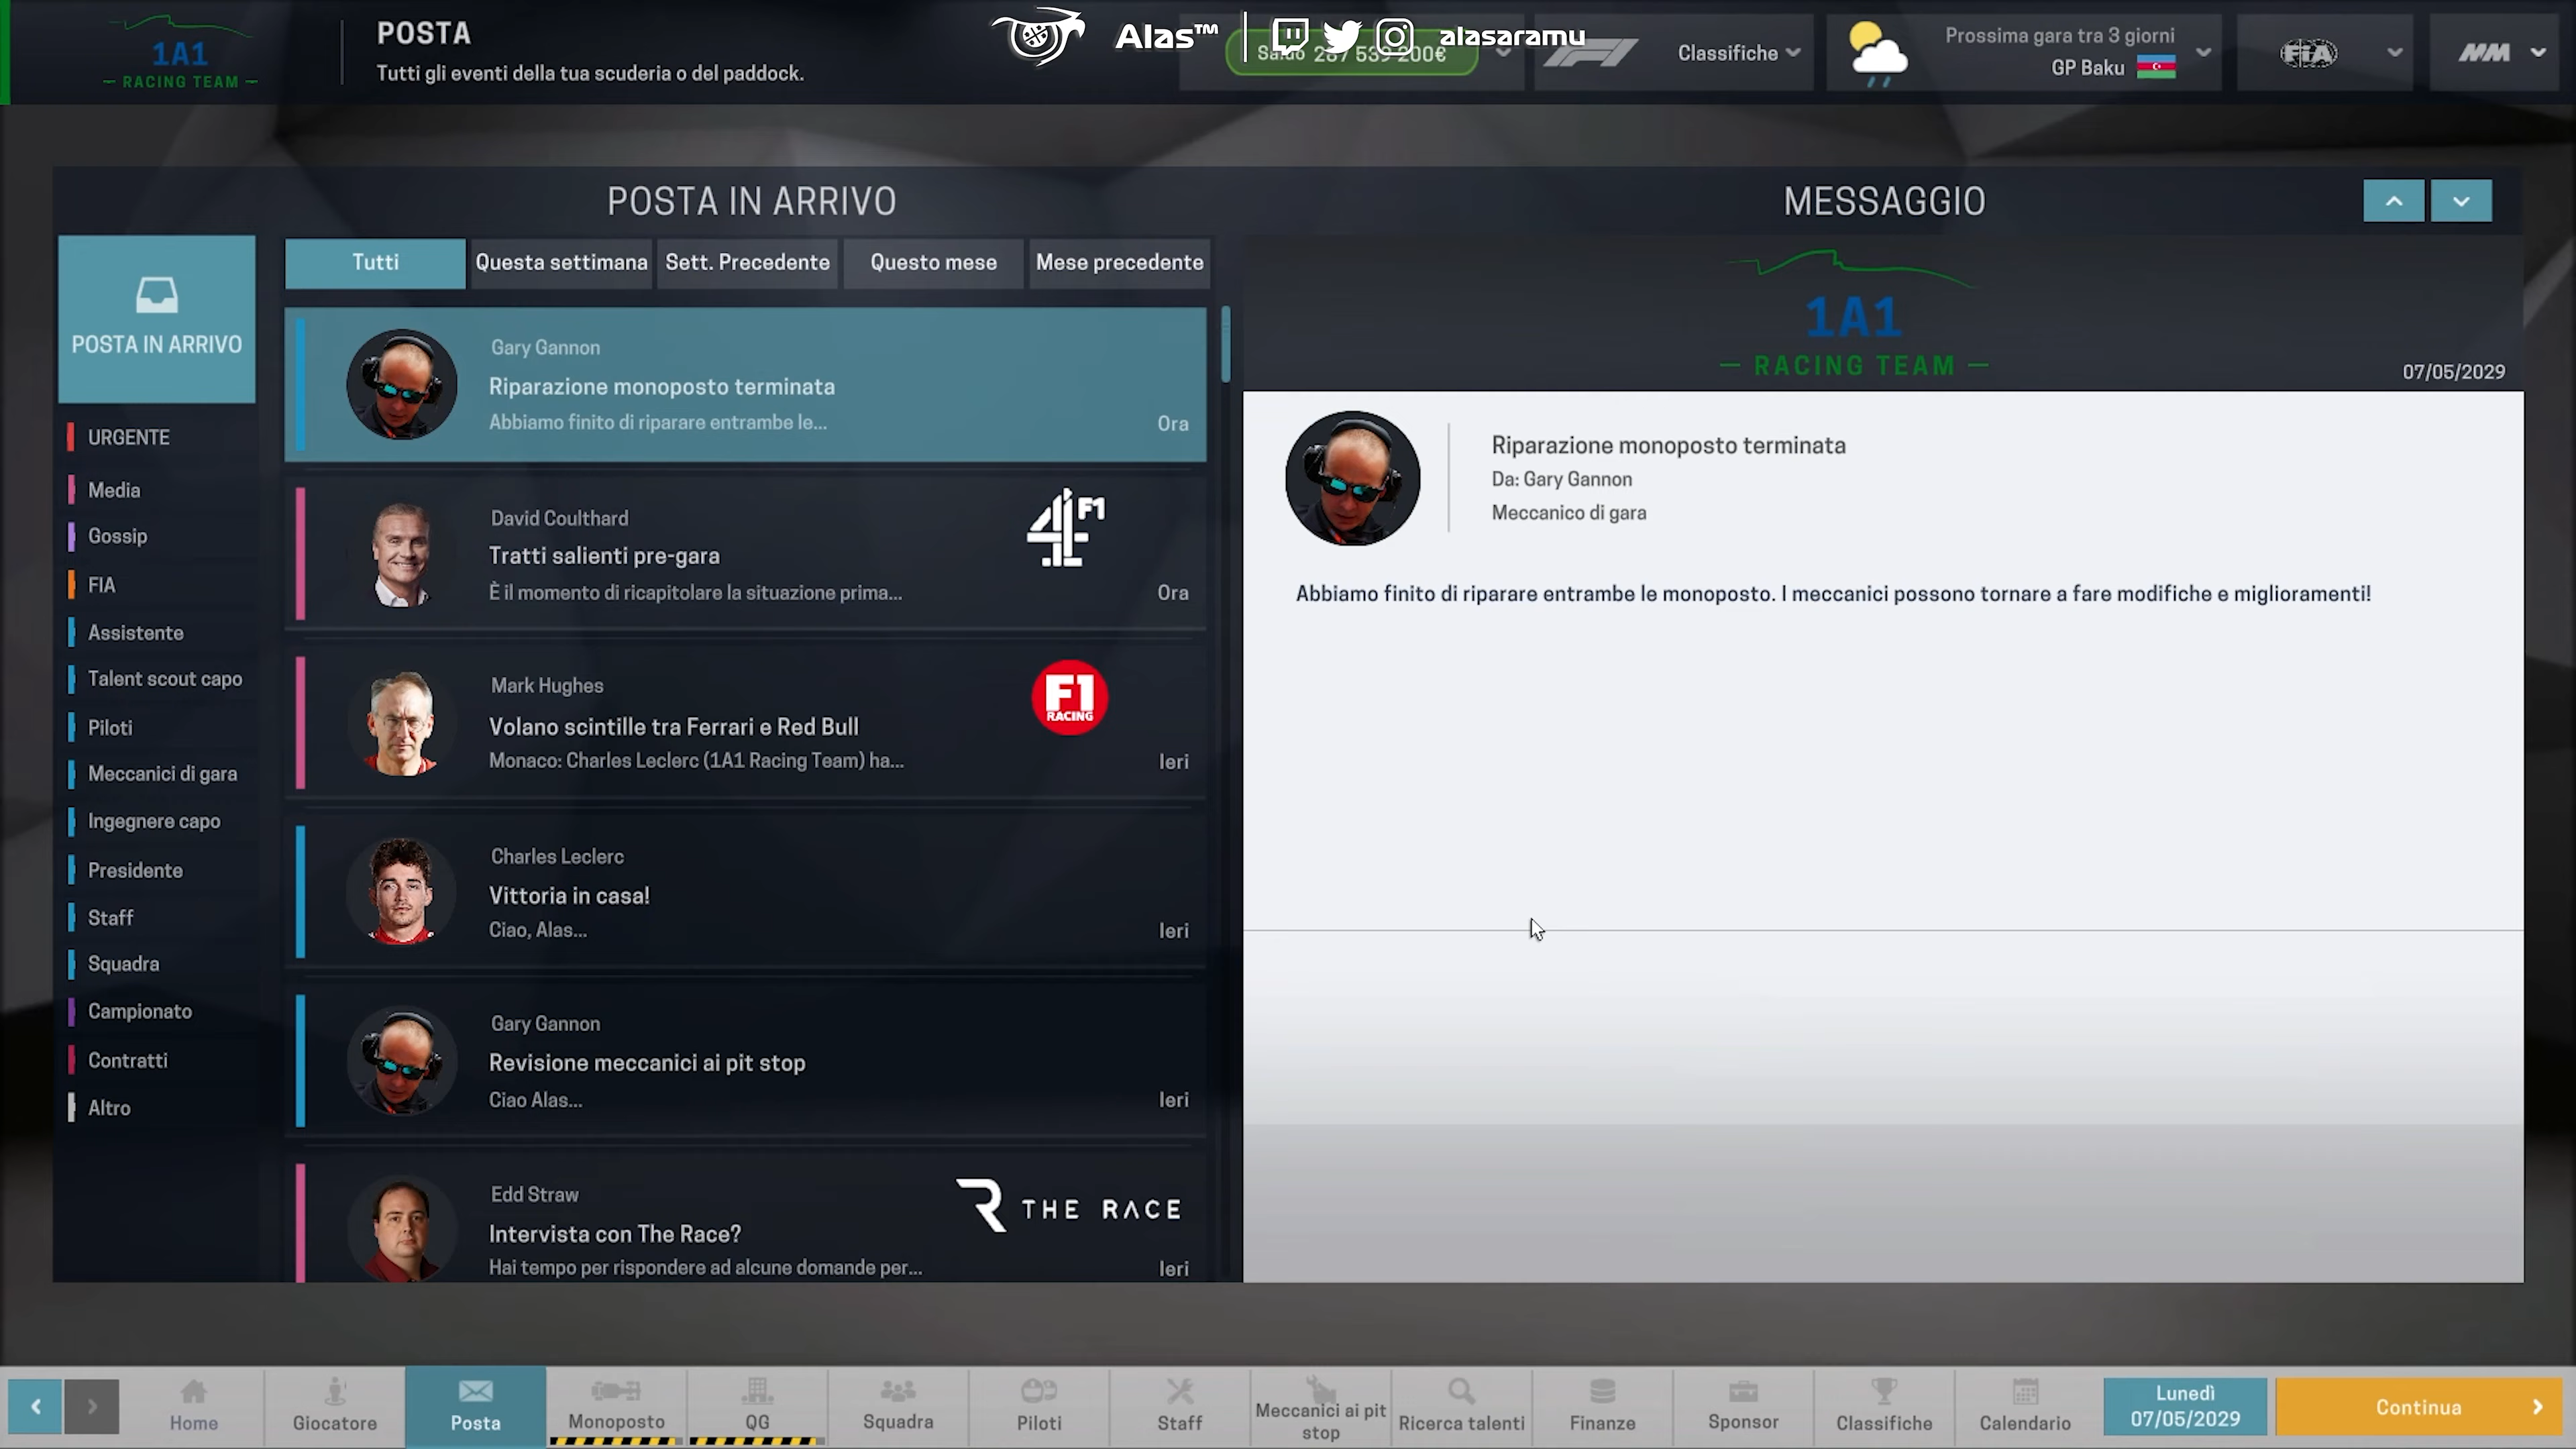 1A1
RACING TEAM
POSTA
Tutti gli eventi della tua scuderia o del paddock.
Alas™
alasaramu
Saldo 287 539 200€
Classifiche
Prossima gara tra 3 giorni
GP Baku
FIA
MM
POSTA IN ARRIVO
MESSAGGIO
POSTA IN ARRIVO
Tutti
Questa settimana
Sett. Precedente
Questo mese
Mese precedente
URGENTE
Media
Gossip
FIA
Assistente
Talent scout capo
Piloti
Meccanici di gara
Ingegnere capo
Presidente
Staff
Squadra
Campionato
Contratti
Altro
Gary Gannon
Riparazione monoposto terminata
Abbiamo finito di riparare entrambe le...
Ora
David Coulthard
Tratti salienti pre-gara
È il momento di ricapitolare la situazione prima...
Ora
4 F1
Mark Hughes
Volano scintille tra Ferrari e Red Bull
Monaco: Charles Leclerc (1A1 Racing Team) ha...
Ieri
F1
RACING
Charles Leclerc
Vittoria in casa!
Ciao, Alas...
Ieri
Gary Gannon
Revisione meccanici ai pit stop
Ciao Alas...
Ieri
Edd Straw
Intervista con The Race?
Hai tempo per rispondere ad alcune domande per...
Ieri
THE RACE
1A1
RACING TEAM
07/05/2029
Riparazione monoposto terminata
Da: Gary Gannon
Meccanico di gara
Abbiamo finito di riparare entrambe le monoposto. I meccanici possono tornare a fare modifiche e miglioramenti!
Home
Giocatore
Posta
Monoposto
QG
Squadra
Piloti
Staff
Meccanici ai pit
stop
Ricerca talenti
Finanze
Sponsor
Classifiche
Calendario
Lunedì
07/05/2029
Continua